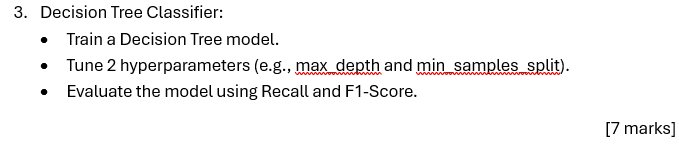 3. Decision Tree Classifier:
• Train a Decision Tree model.
• Tune 2 hyperparameters (e.g., max_depth and min_samples_split).
• Evaluate the model using Recall and F1-Score.
[7 marks]